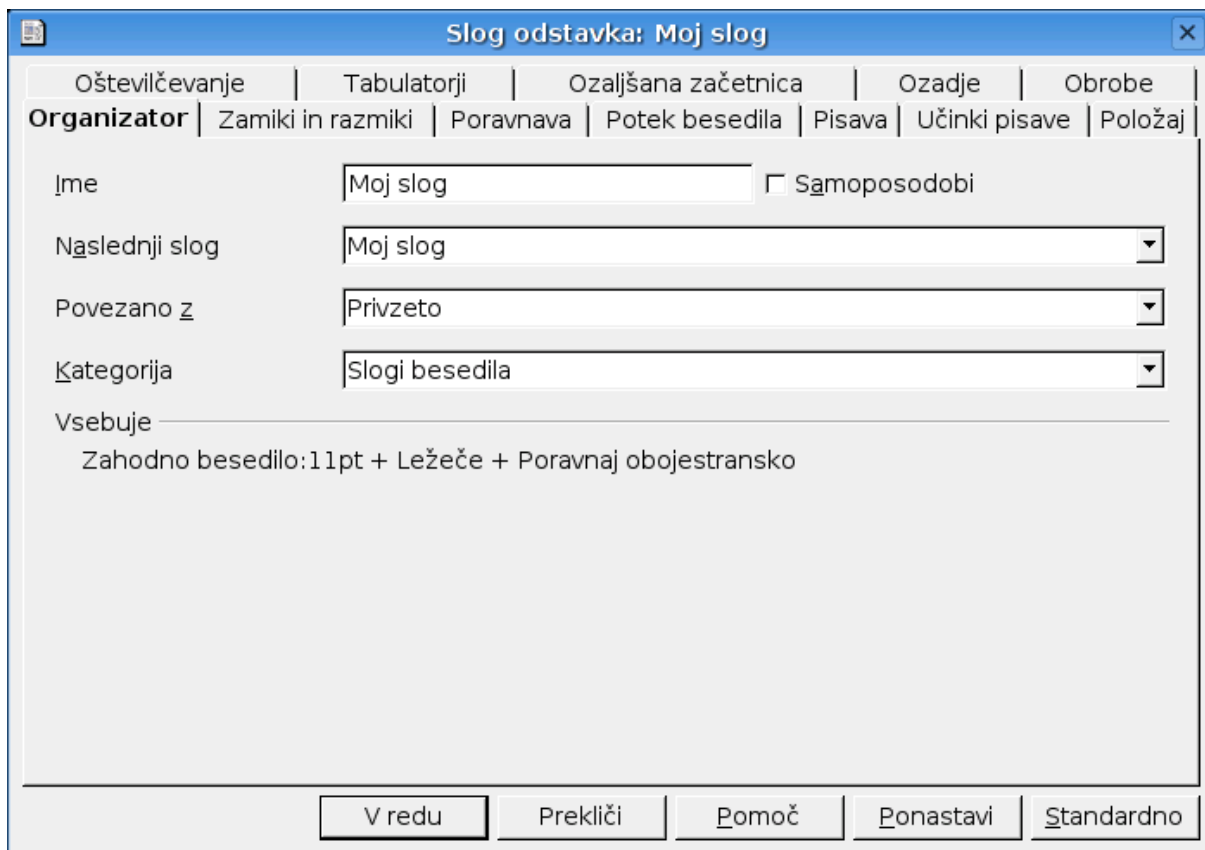 Slog odstavka: Moj slog
Oštevilčevanje Tabulatorji Ozaljšana začetnica Ozadje Obrobe
Organizator Zamiki in razmiki Poravnava Potek besedila Pisava Učinki pisave Položaj
Ime Moj slog Samoposodobi
Naslednji slog Moj slog
Povezano z Privzeto
Kategorija Slogi besedila
Vsebuje
Zahodno besedilo:11pt + Ležeče + Poravnaj obojestransko
V redu Prekliči Pomoč Ponastavi Standardno